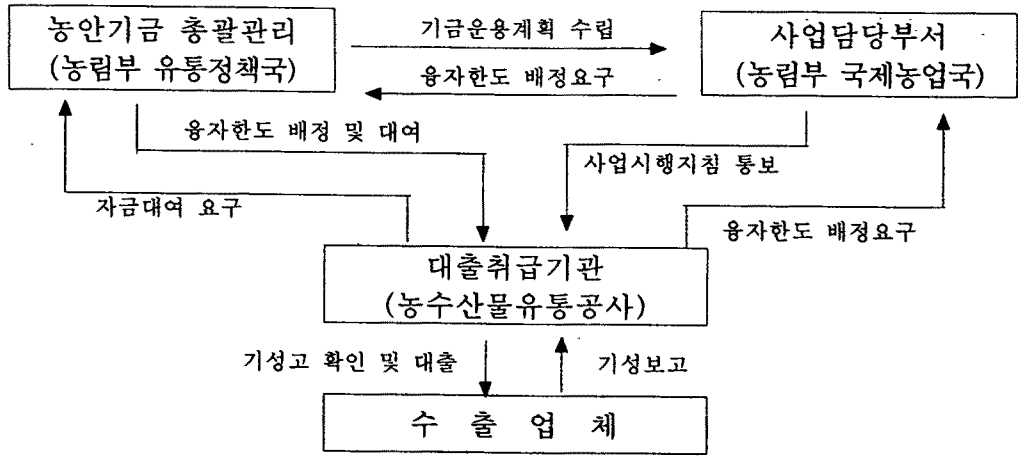 농안기금 총괄관리
(농림부 유통정책국)
기금운용계획 수립
융자한도 배정요구
사업담당부서
(농림부 국제농업국)
융자한도 배정 및 대여
사업시행지침 통보
자금대여 요구
융자한도 배정요구
대출취급기관
(농수산물유통공사)
기성고 확인 및 대출
기성보고
수 출 업 체